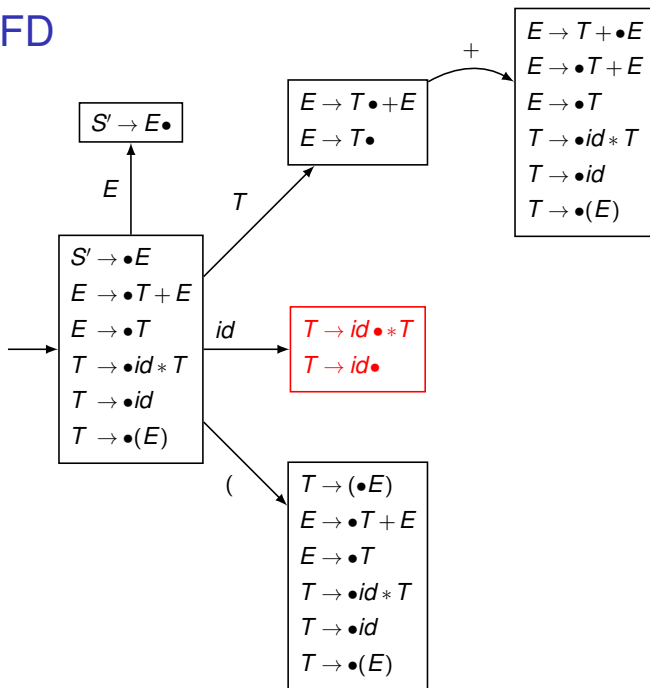 FD
S′ → E●
E
S′ → ●E
E → ●T + E
E → ●T
T → ●id * T
T → ●id
T → ●(E)
T
E → T ● +E
E → T●
+
E → T + ●E
E → ●T + E
E → ●T
T → ●id * T
T → ●id
T → ●(E)
id
T → id ● *T
T → id●
(
T → (●E)
E → ●T + E
E → ●T
T → ●id * T
T → ●id
T → ●(E)